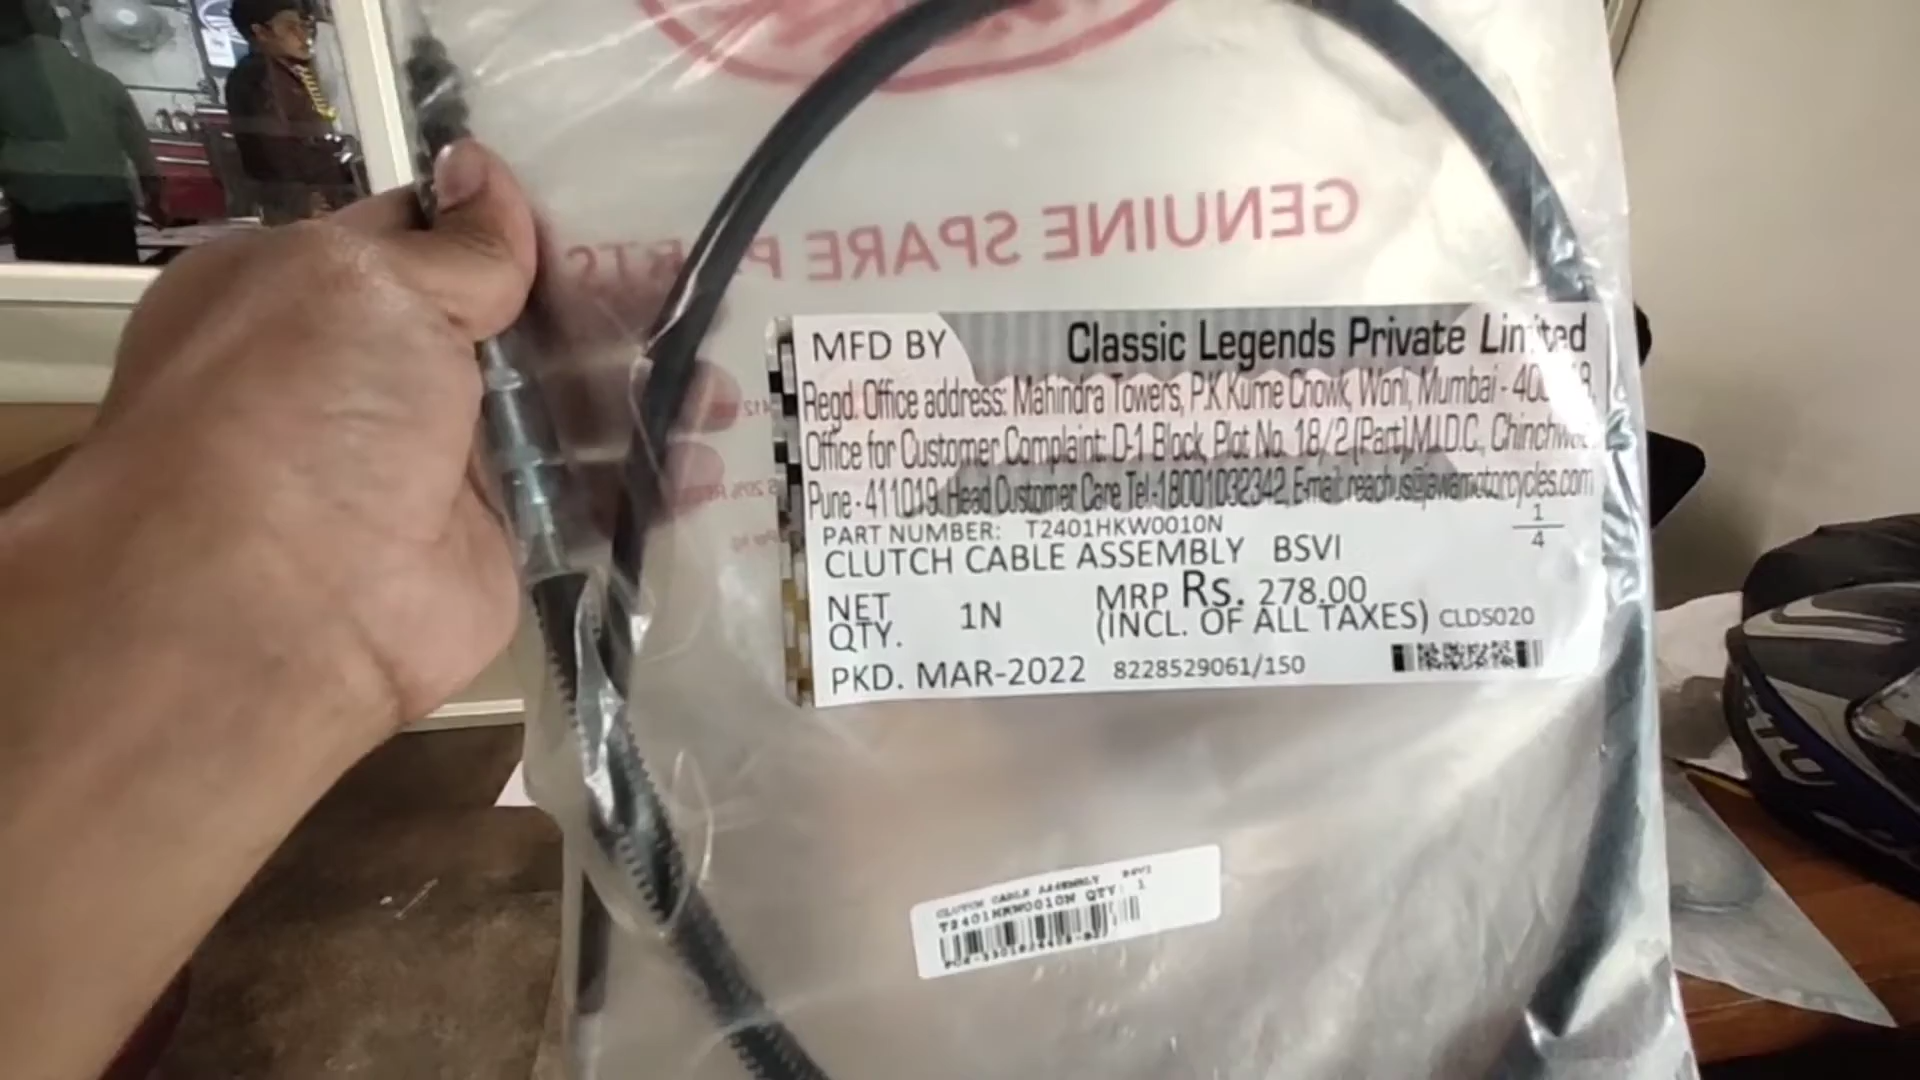 GENUINE SPARE PARTS
MFD BY Classic Legends Private Limited
Regd. Office address: Mahindra Towers, P.K Kurne Chowk, Worli, Mumbai -
Office for Customer Complaint: D-1 Block, Plot No. 18/2 (Part),M.I.D.C.,
Pune - 411019, Head Customer Care Tel-18001032342, E-mail: reachus@jawamotorcycles.com
PART NUMBER: T2401HKW0010N 1/4
CLUTCH CABLE ASSEMBLY BSVI
NET QTY. 1N MRP Rs. 278.00
(INCL. OF ALL TAXES) CLDS020
PKD. MAR-2022 8228529061/150
CLUTCH CABLE ASSEMBLY BSVI
T2401HKW0010N QTY: 1